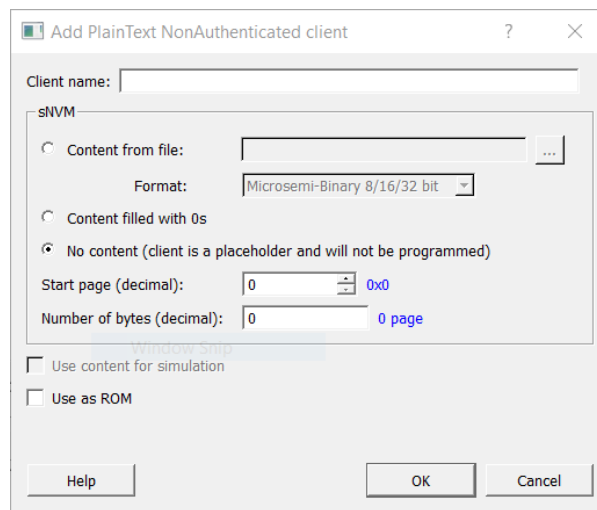 Add PlainText NonAuthenticated client ? ×
Client name:
sNVM
Content from file: ...
Format: Microsemi-Binary 8/16/32 bit
Content filled with 0s
No content (client is a placeholder and will not be programmed)
Start page (decimal): 0 0x0
Number of bytes (decimal): 0 0 page
Window Snip
Use content for simulation
Use as ROM
Help OK Cancel